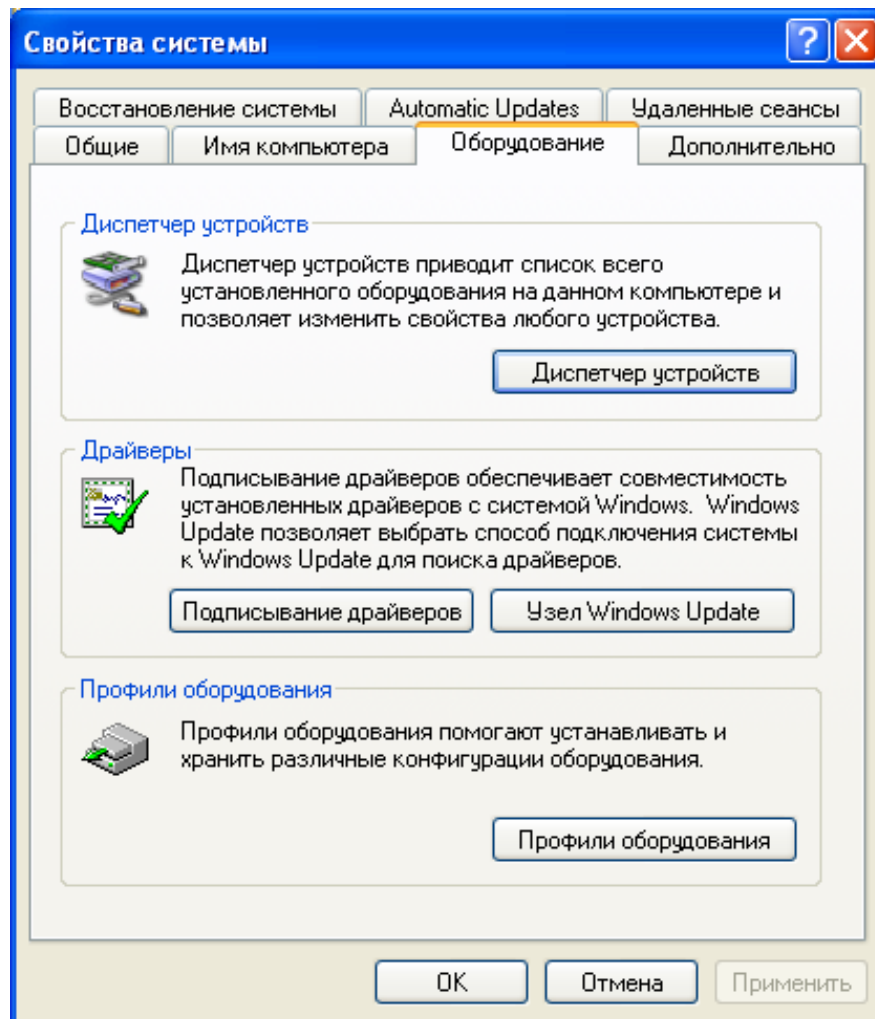 Свойства системы
Восстановление системы
Automatic Updates
Удаленные сеансы
Общие
Имя компьютера
Оборудование
Дополнительно
Диспетчер устройств
Диспетчер устройств приводит список всего
установленного оборудования на данном компьютере и
позволяет изменить свойства любого устройства.
Диспетчер устройств
Драйверы
Подписывание драйверов обеспечивает совместимость
установленных драйверов с системой Windows. Windows
Update позволяет выбрать способ подключения системы
к Windows Update для поиска драйверов.
Подписывание драйверов
Узел Windows Update
Профили оборудования
Профили оборудования помогают устанавливать и
хранить различные конфигурации оборудования.
Профили оборудования
OK
Отмена
Применить